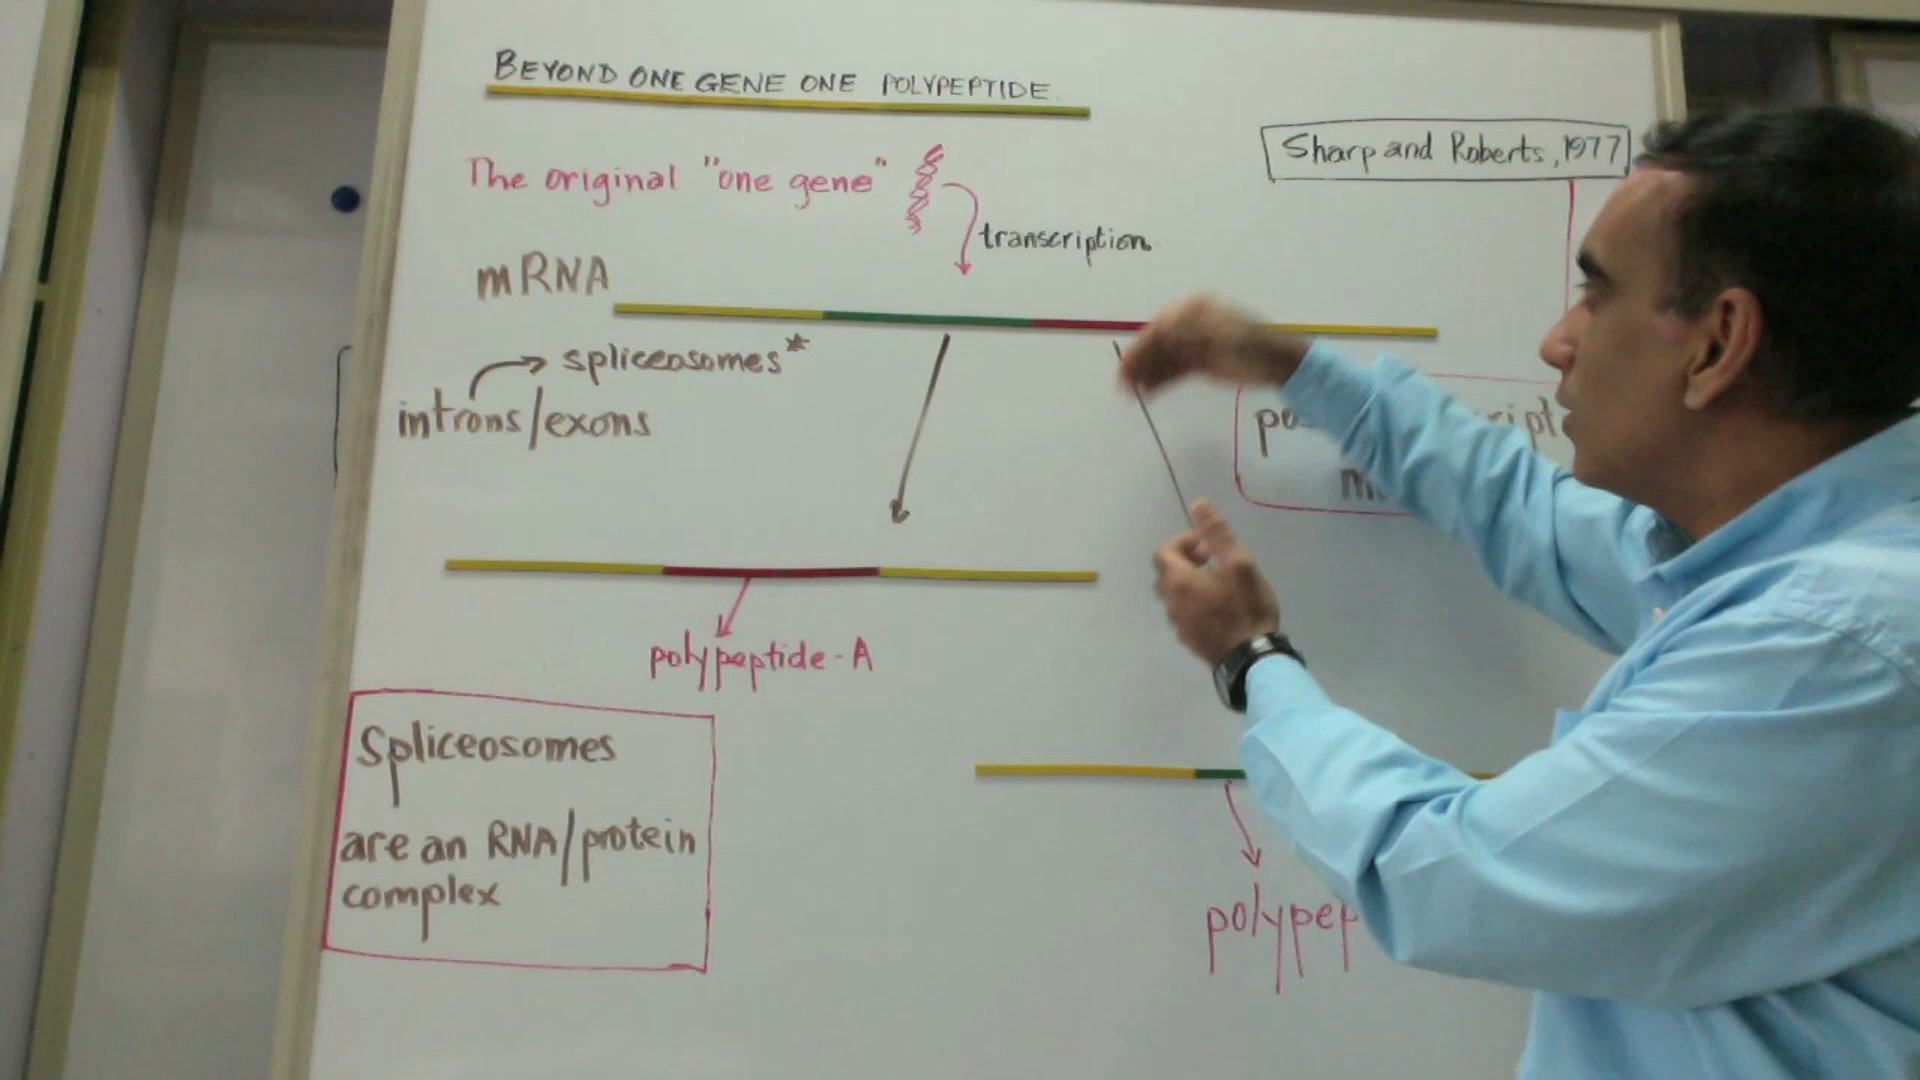 BEYOND ONE GENE ONE POLYPEPTIDE
The original "one gene"
Sharp and Roberts, 1977
transcription
mRNA
spliceosomes*
introns/exons
polypeptide-A
Spliceosomes
are an RNA/protein
complex